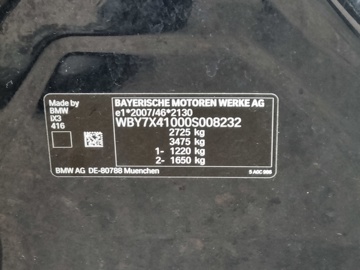 Made by
BMW
iX3
416
BAYERISCHE MOTOREN WERKE AG
e1*2007/46*2130
WBY7X41000S008232
2725 kg
3475 kg
1- 1220 kg
2- 1650 kg
BMW AG DE-80788 Muenchen